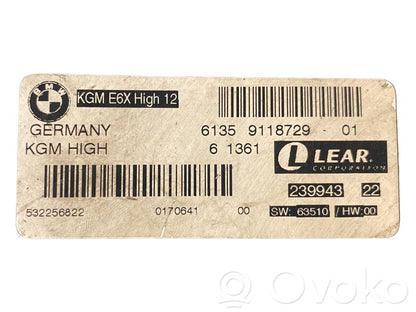 BMW
KGM E6X High 12
GERMANY 6135 9118729 - 01
KGM HIGH 6 1361
L LEAR.
CORPORATION
239943 22
532256822 0170641 00 SW: 63510 / HW:00
© Ovoko